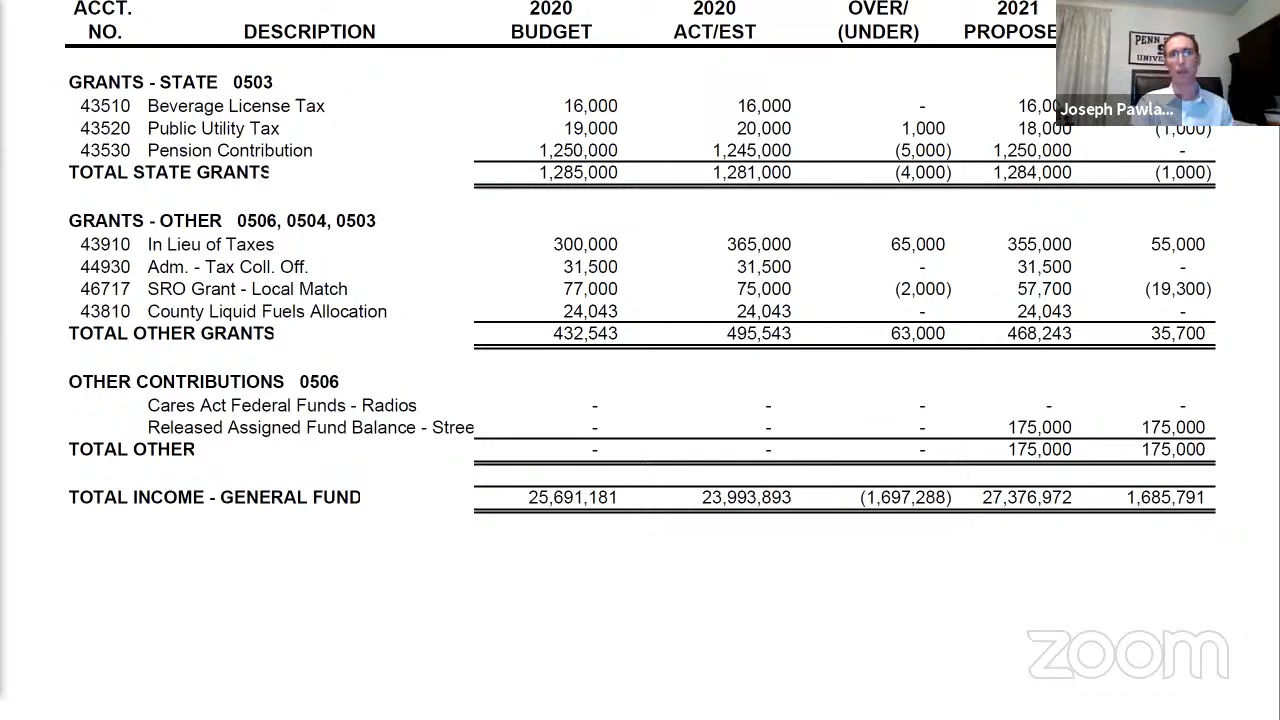 ACCT. 2020 2020 OVER/ 2021
NO. DESCRIPTION BUDGET ACT/EST (UNDER) PROPOSE
PENN
UNIVER
GRANTS - STATE 0503
43510 Beverage License Tax 16,000 16,000 - 16,00
Joseph Pawla...
43520 Public Utility Tax 19,000 20,000 1,000 18,000 (1,000)
43530 Pension Contribution 1,250,000 1,245,000 (5,000) 1,250,000 -
TOTAL STATE GRANTS 1,285,000 1,281,000 (4,000) 1,284,000 (1,000)
GRANTS - OTHER 0506, 0504, 0503
43910 In Lieu of Taxes 300,000 365,000 65,000 355,000 55,000
44930 Adm. - Tax Coll. Off. 31,500 31,500 - 31,500 -
46717 SRO Grant - Local Match 77,000 75,000 (2,000) 57,700 (19,300)
43810 County Liquid Fuels Allocation 24,043 24,043 - 24,043 -
TOTAL OTHER GRANTS 432,543 495,543 63,000 468,243 35,700
OTHER CONTRIBUTIONS 0506
Cares Act Federal Funds - Radios - - - - -
Released Assigned Fund Balance - Stree - - - 175,000 175,000
TOTAL OTHER - - - 175,000 175,000
TOTAL INCOME - GENERAL FUND 25,691,181 23,993,893 (1,697,288) 27,376,972 1,685,791
zoom